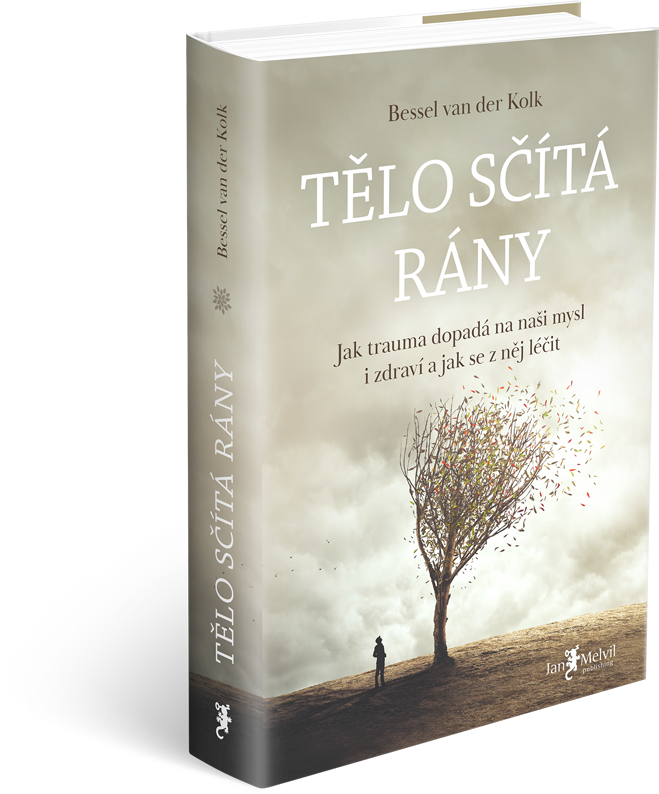 Bessel van der Kolk
TĚLO SČÍTÁ
RÁNY
Jak trauma dopadá na naši mysl
i zdraví a jak se z něj léčit
Jan Melvil
publishing
Bessel van der Kolk
TĚLO SČÍTÁ RÁNY